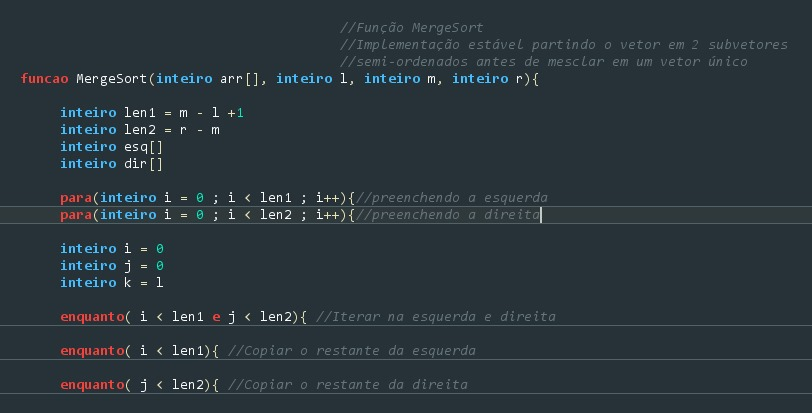 //Função MergeSort
//Implementação estável partindo o vetor em 2 subvetores
//semi-ordenados antes de mesclar em um vetor único
funcao MergeSort(inteiro arr[], inteiro l, inteiro m, inteiro r){
inteiro len1 = m - l +1
inteiro len2 = r - m
inteiro esq[]
inteiro dir[]
para(inteiro i = 0 ; i < len1 ; i++){//preenchendo a esquerda
para(inteiro i = 0 ; i < len2 ; i++){//preenchendo a direita
inteiro i = 0
inteiro j = 0
inteiro k = l
enquanto( i < len1 e j < len2){ //Iterar na esquerda e direita
enquanto( i < len1){ //Copiar o restante da esquerda
enquanto( j < len2){ //Copiar o restante da direita